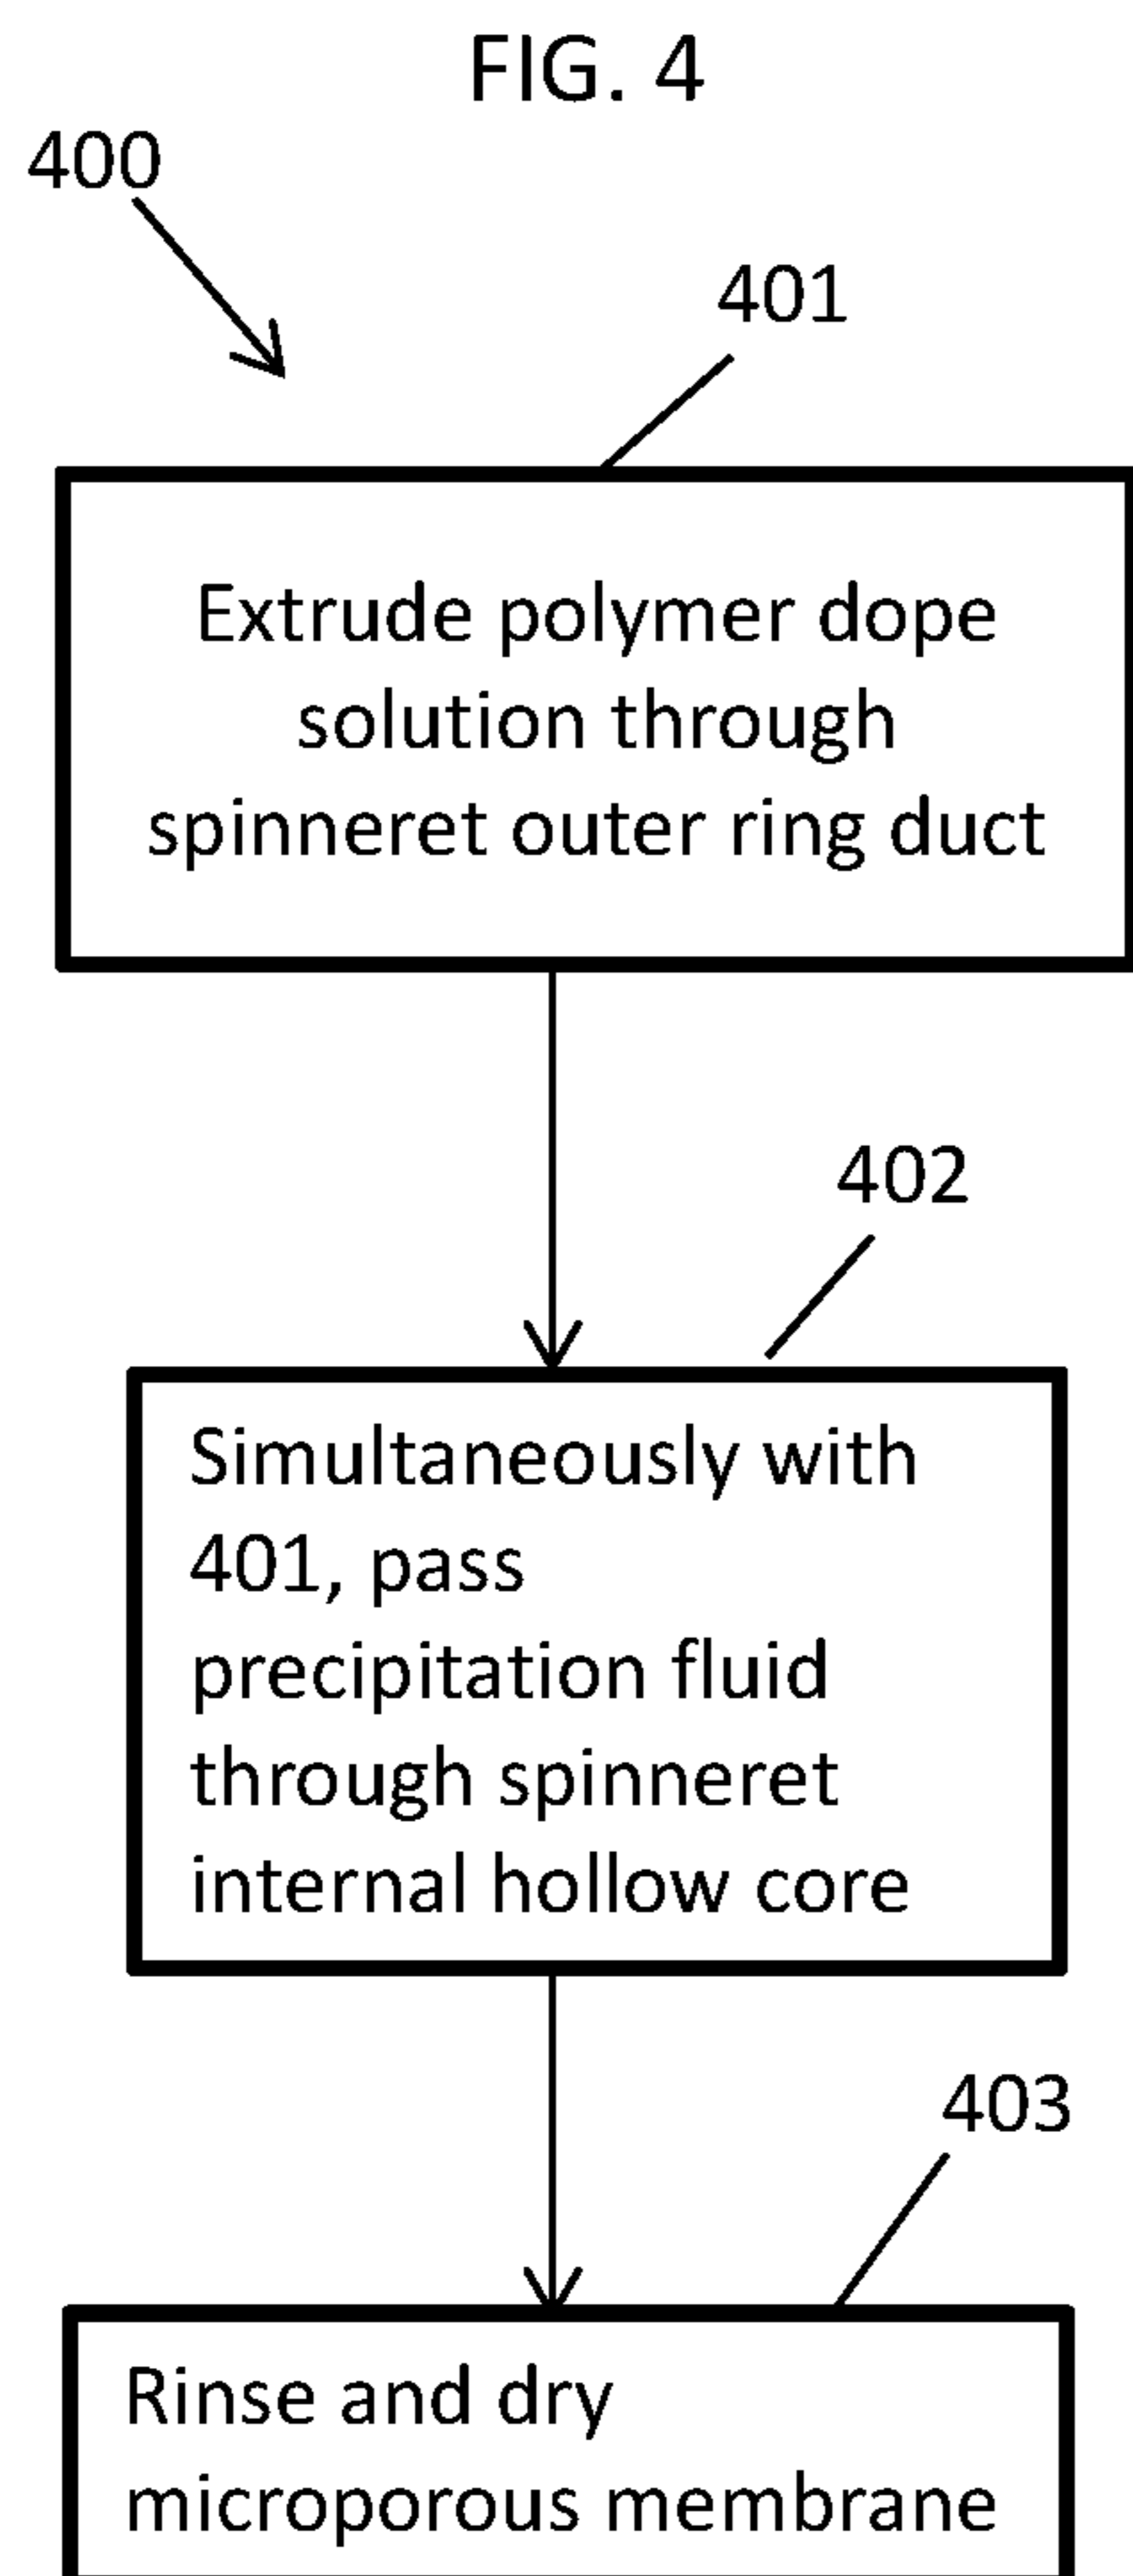 FIG. 4
400
401
Extrude polymer dope
solution through
spinneret outer ring duct
402
Simultaneously with
401, pass
precipitation fluid
through spinneret
internal hollow core
403
Rinse and dry
microporous membrane